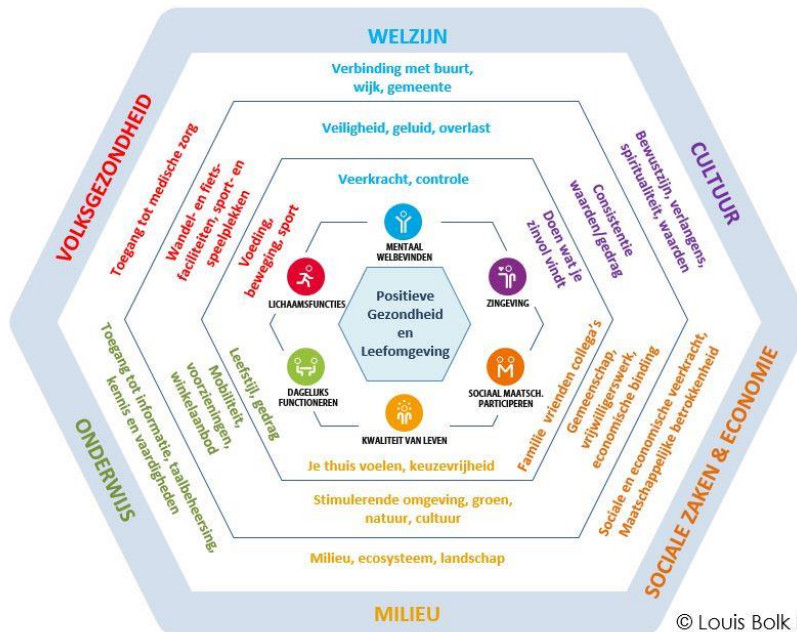 WELZIJN
Verbinding met buurt,
wijk, gemeente
Veiligheid, geluid, overlast
Veerkracht, controle
MENTAAL
WELBEVINDEN
VOLKSGEZONDHEID
Toegang tot medische zorg
Wandel- en fiets-
faciliteiten, sport- en
speelplekken
Voeding,
beweging, sport
LICHAAMSFUNCTIES
CULTUUR
Bewustzijn, verlangens,
spiritualiteit, waarden
Consistentie
waarden/gedrag
Doen wat je
zinvol vindt
ZINGEVING
Positieve
Gezondheid
en
Leefomgeving
ONDERWIJS
Toegang tot informatie, taalbeheersing,
kennis en vaardigheden
Mobiliteit,
voorzieningen,
winkelaanbod
Leefstijl, gedrag
DAGELIJKS
FUNCTIONEREN
SOCIAAL MAATSCH.
PARTICIPEREN
Familie vrienden collega's
Gemeenschap,
vrijwilligerswerk,
economische binding
Sociale en economische veerkracht,
Maatschappelijke betrokkenheid
SOCIALE ZAKEN & ECONOMIE
KWALITEIT VAN LEVEN
Je thuis voelen, keuzevrijheid
Stimulerende omgeving, groen,
natuur, cultuur
Milieu, ecosysteem, landschap
MILIEU
© Louis Bolk